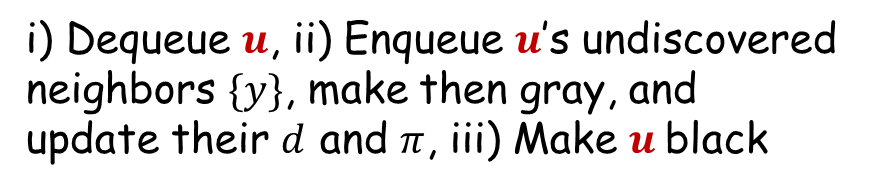 i) Dequeue u, ii) Enqueue u's undiscovered
neighbors {y}, make then gray, and
update their d and π, iii) Make u black